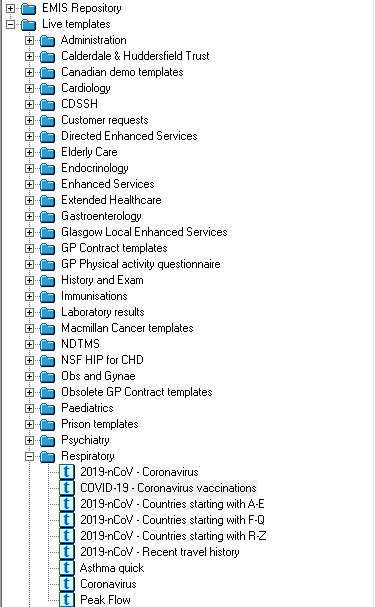 EMIS Repository
Live templates
Administration
Calderdale & Huddersfield Trust
Canadian demo templates
Cardiology
CDSSH
Customer requests
Directed Enhanced Services
Elderly Care
Endocrinology
Enhanced Services
Extended Healthcare
Gastroenterology
Glasgow Local Enhanced Services
GP Contract templates
GP Physical activity questionnaire
History and Exam
Immunisations
Laboratory results
Macmillan Cancer templates
NDTMS
NSF HIP for CHD
Obs and Gynae
Obsolete GP Contract templates
Paediatrics
Prison templates
Psychiatry
Respiratory
t 2019-nCoV - Coronavirus
t COVID-19 - Coronavirus vaccinations
t 2019-nCoV - Countries starting with A-E
t 2019-nCoV - Countries starting with F-Q
t 2019-nCoV - Countries starting with R-Z
t 2019-nCoV - Recent travel history
t Asthma quick
t Coronavirus
t Peak Flow